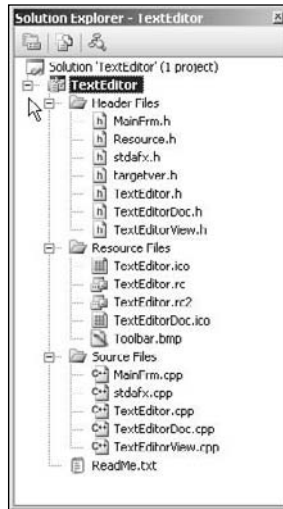 Solution Explorer - TextEditor
Solution 'TextEditor' (1 project)
TextEditor
Header Files
MainFrm.h
Resource.h
stdafx.h
targetver.h
TextEditor.h
TextEditorDoc.h
TextEditorView.h
Resource Files
TextEditor.ico
TextEditor.rc
TextEditor.rc2
TextEditorDoc.ico
Toolbar.bmp
Source Files
MainFrm.cpp
stdafx.cpp
TextEditor.cpp
TextEditorDoc.cpp
TextEditorView.cpp
ReadMe.txt